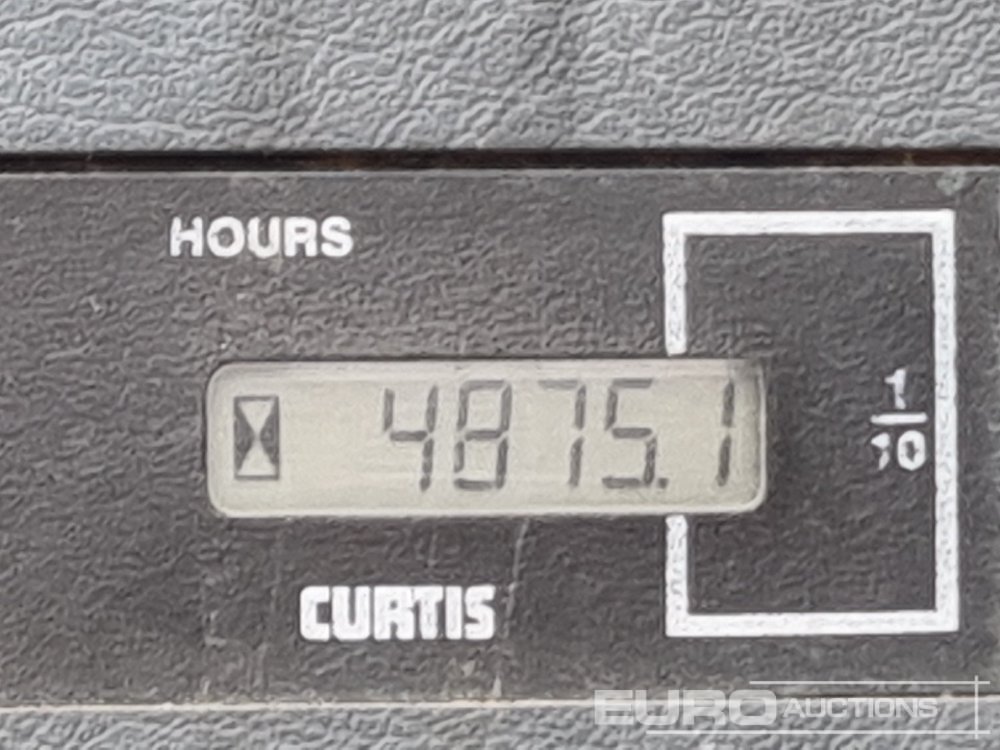 HOURS
4875.1
1
10
CURTIS
EURO AUCTIONS